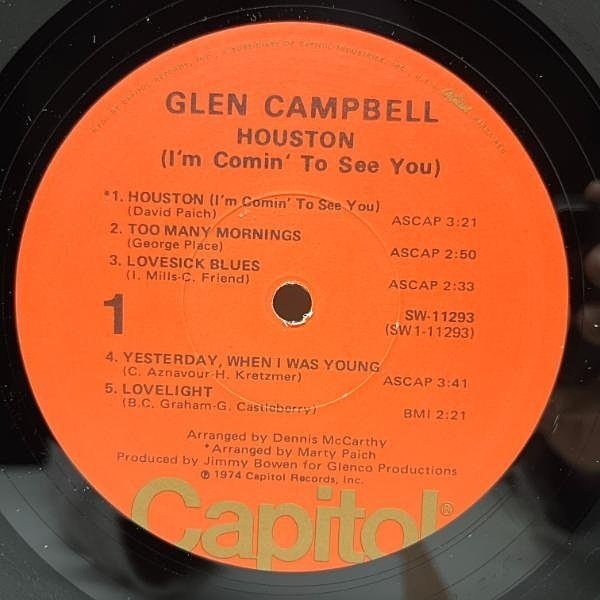 GLEN CAMPBELL
HOUSTON
(I'm Comin' To See You)
*1. HOUSTON (I'm Comin' To See You)
(David Paich) ASCAP 3:21
2. TOO MANY MORNINGS
(George Place) ASCAP 2:50
3. LOVESICK BLUES
(I. Mills-C. Friend) ASCAP 2:33
1
SW-11293
(SW1-11293)
4. YESTERDAY, WHEN I WAS YOUNG
(C. Aznavour-H. Kretzmer) ASCAP 3:41
5. LOVELIGHT
(B.C. Graham-G. Castleberry) BMI 2:21
Arranged by Dennis McCarthy
*Arranged by Marty Paich
Produced by Jimmy Bowen for Glenco Productions
℗ 1974 Capitol Records, Inc.
Capitol®